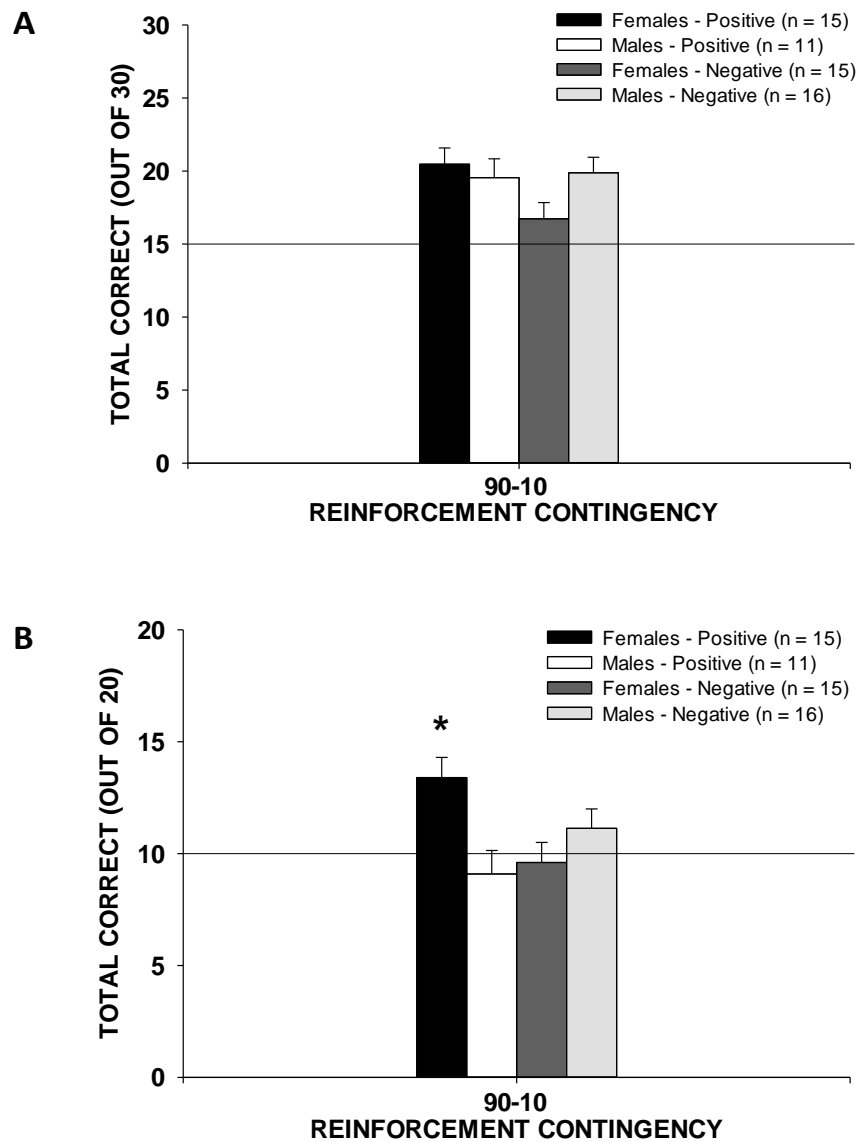 A
TOTAL CORRECT (OUT OF 30)
30
25
20
15
10
5
0
Females - Positive (n = 15)
Males - Positive (n = 11)
Females - Negative (n = 15)
Males - Negative (n = 16)
90-10
REINFORCEMENT CONTINGENCY
B
TOTAL CORRECT (OUT OF 20)
20
15
10
5
0
Females - Positive (n = 15)
Males - Positive (n = 11)
Females - Negative (n = 15)
Males - Negative (n = 16)
*
90-10
REINFORCEMENT CONTINGENCY